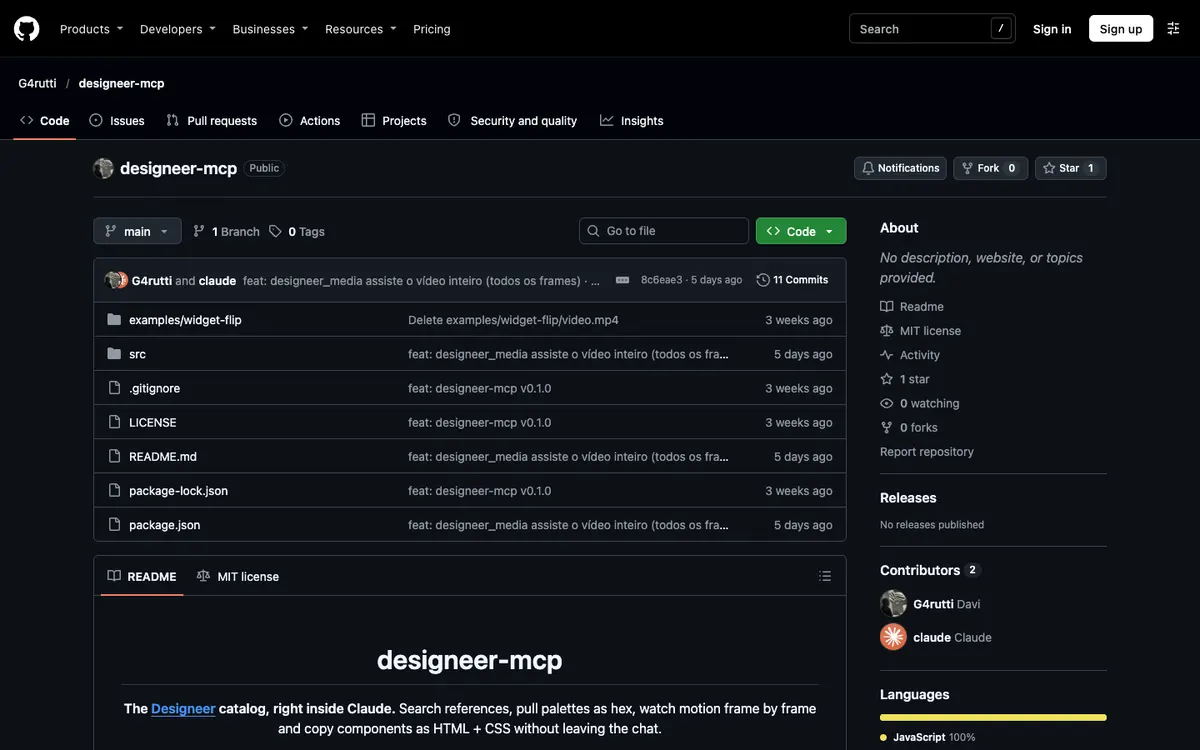 Products Developers Businesses Resources Pricing Search / Sign in Sign up
G4rutti / designeer-mcp
Code Issues Pull requests Actions Projects Security and quality Insights
designeer-mcp Public Notifications Fork 0 Star 1
main 1 Branch 0 Tags Go to file Code
G4rutti and claude feat: designeer_media assiste o vídeo inteiro (todos os frames) · ... 8c6eae3 · 5 days ago 11 Commits
examples/widget-flip Delete examples/widget-flip/video.mp4 3 weeks ago
src feat: designeer_media assiste o vídeo inteiro (todos os fra... 5 days ago
.gitignore feat: designeer-mcp v0.1.0 3 weeks ago
LICENSE feat: designeer-mcp v0.1.0 3 weeks ago
README.md feat: designeer_media assiste o vídeo inteiro (todos os fra... 5 days ago
package-lock.json feat: designeer-mcp v0.1.0 3 weeks ago
package.json feat: designeer_media assiste o vídeo inteiro (todos os fra... 5 days ago
README MIT license
designeer-mcp
The Designeer catalog, right inside Claude. Search references, pull palettes as hex, watch motion frame by frame
and copy components as HTML + CSS without leaving the chat.
About
No description, website, or topics
provided.
Readme
MIT license
Activity
1 star
0 watching
0 forks
Report repository
Releases
No releases published
Contributors 2
G4rutti Davi
claude Claude
Languages
JavaScript 100%